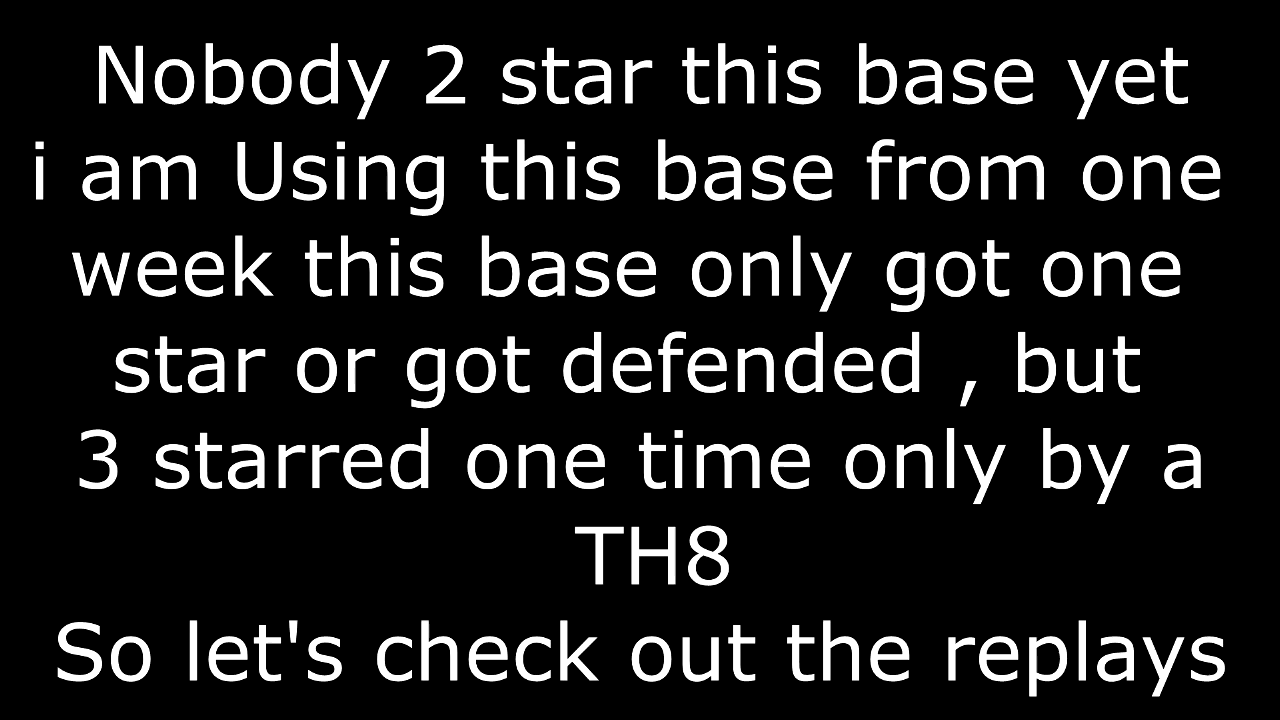 Nobody 2 star this base yet
i am Using this base from one
week this base only got one
star or got defended , but
3 starred one time only by a
TH8
So let's check out the replays